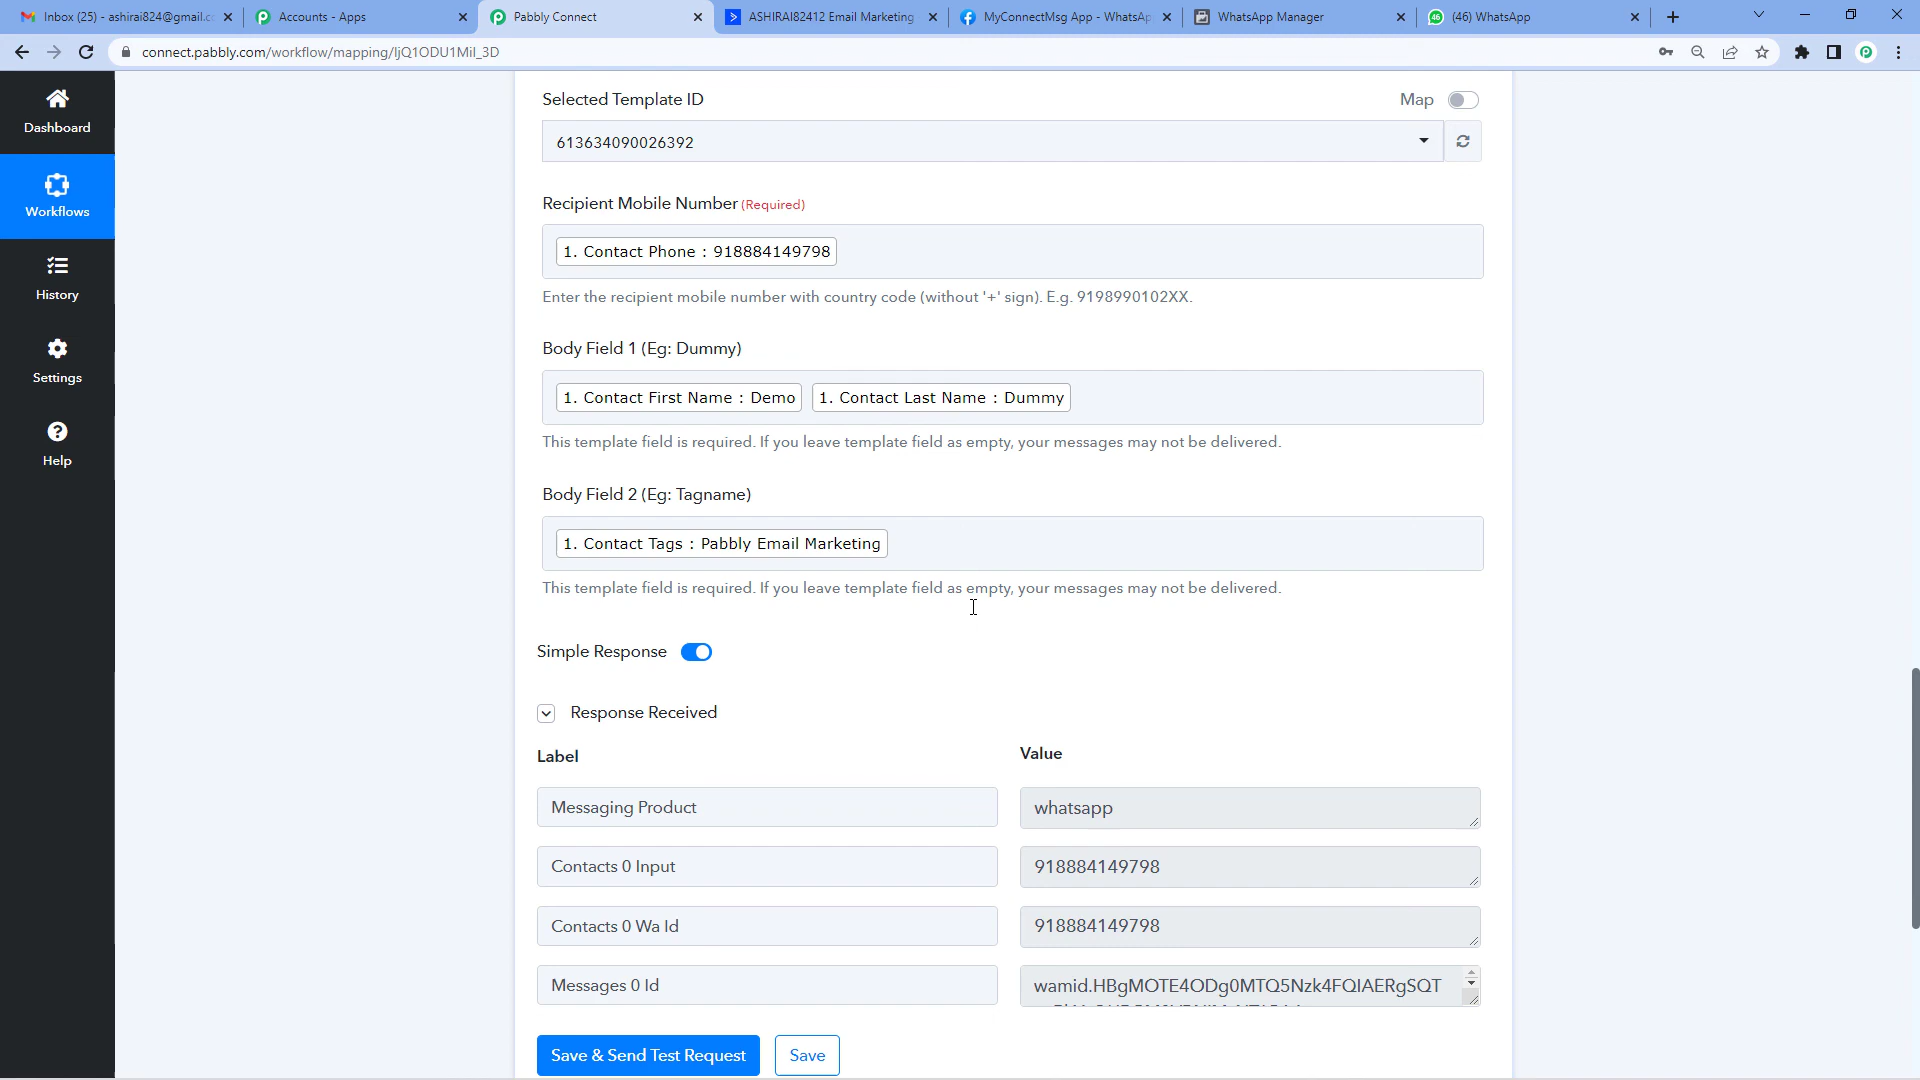 Inbox (25) - ashirai824@gmail.c
Accounts - Apps
Pabbly Connect
ASHIRAI82412 Email Marketing
MyConnectMsg App - WhatsAp
WhatsApp Manager
(46) WhatsApp
connect.pabbly.com/workflow/mapping/IjQ1ODU1MiI_3D
Dashboard
Workflows
History
Settings
Help
Selected Template ID
Map
613634090026392
Recipient Mobile Number (Required)
1. Contact Phone : 918884149798
Enter the recipient mobile number with country code (without '+' sign). E.g. 9198990102XX.
Body Field 1 (Eg: Dummy)
1. Contact First Name : Demo 1. Contact Last Name : Dummy
This template field is required. If you leave template field as empty, your messages may not be delivered.
Body Field 2 (Eg: Tagname)
1. Contact Tags : Pabbly Email Marketing
This template field is required. If you leave template field as empty, your messages may not be delivered.
Simple Response
Response Received
Label
Value
Messaging Product
whatsapp
Contacts 0 Input
918884149798
Contacts 0 Wa Id
918884149798
Messages 0 Id
wamid.HBgMOTE4ODg0MTQ5Nzk4FQIAERgSQT
Save & Send Test Request
Save